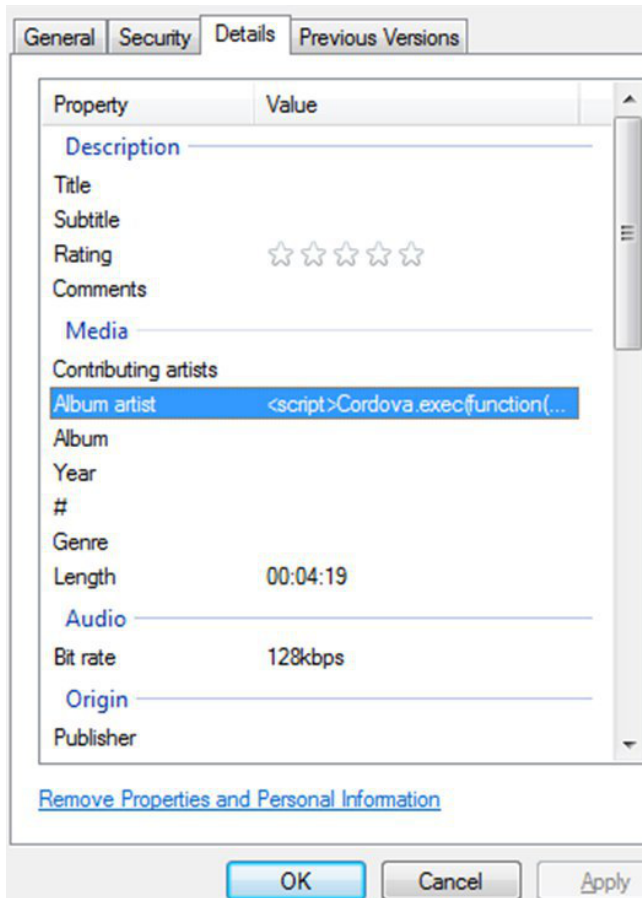 General Security Details Previous Versions
Property Value
Description
Title
Subtitle
Rating
Comments
Media
Contributing artists
Album artist <script>Cordova.exec(function(...
Album
Year
#
Genre
Length 00:04:19
Audio
Bit rate 128kbps
Origin
Publisher
Remove Properties and Personal Information
OK Cancel Apply